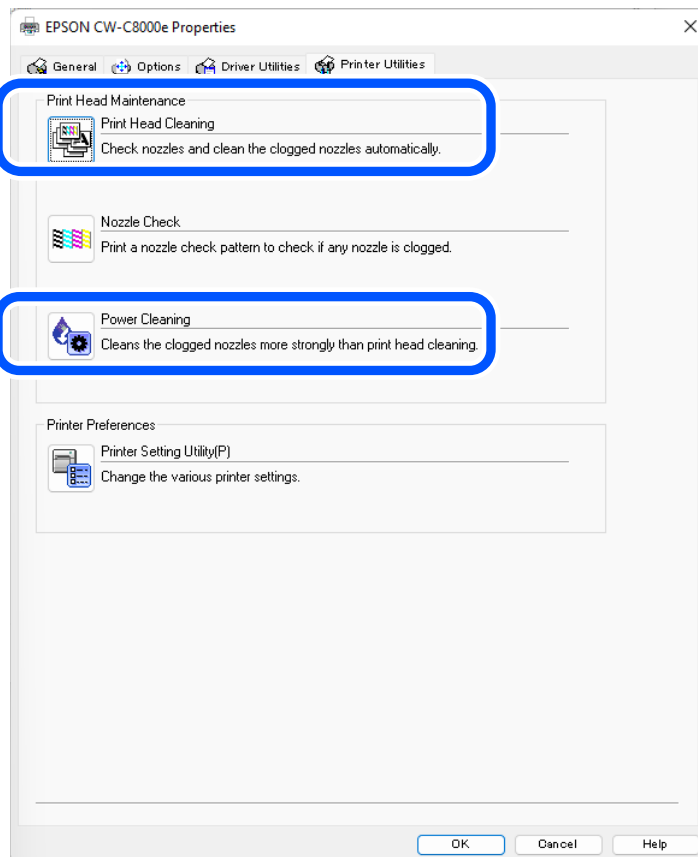 EPSON CW-C8000e Properties
General Options Driver Utilities Printer Utilities
Print Head Maintenance
Print Head Cleaning
Check nozzles and clean the clogged nozzles automatically.
Nozzle Check
Print a nozzle check pattern to check if any nozzle is clogged.
Power Cleaning
Cleans the clogged nozzles more strongly than print head cleaning.
Printer Preferences
Printer Setting Utility(P)
Change the various printer settings.
OK Cancel Help